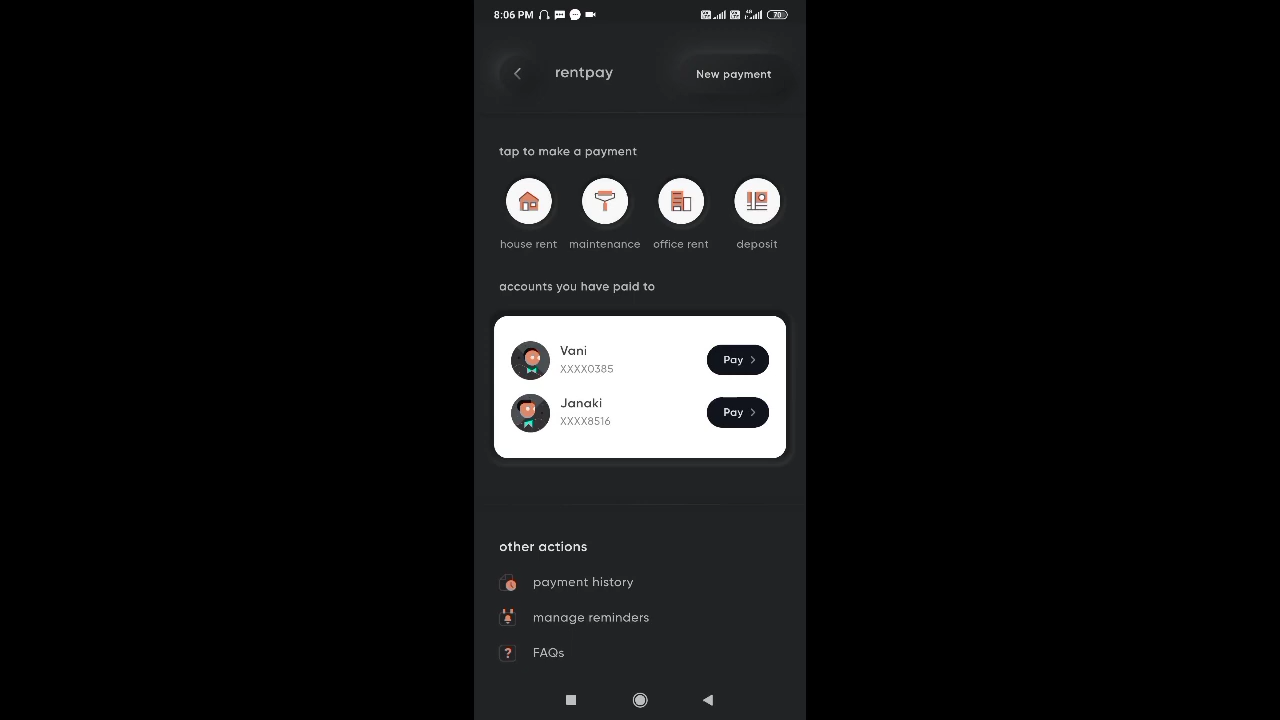 8:06 PM 70
rentpay
New payment
tap to make a payment
house rent maintenance office rent deposit
accounts you have paid to
Vani
XXXX0385
Pay
Janaki
XXXX8516
Pay
other actions
payment history
manage reminders
? FAQs